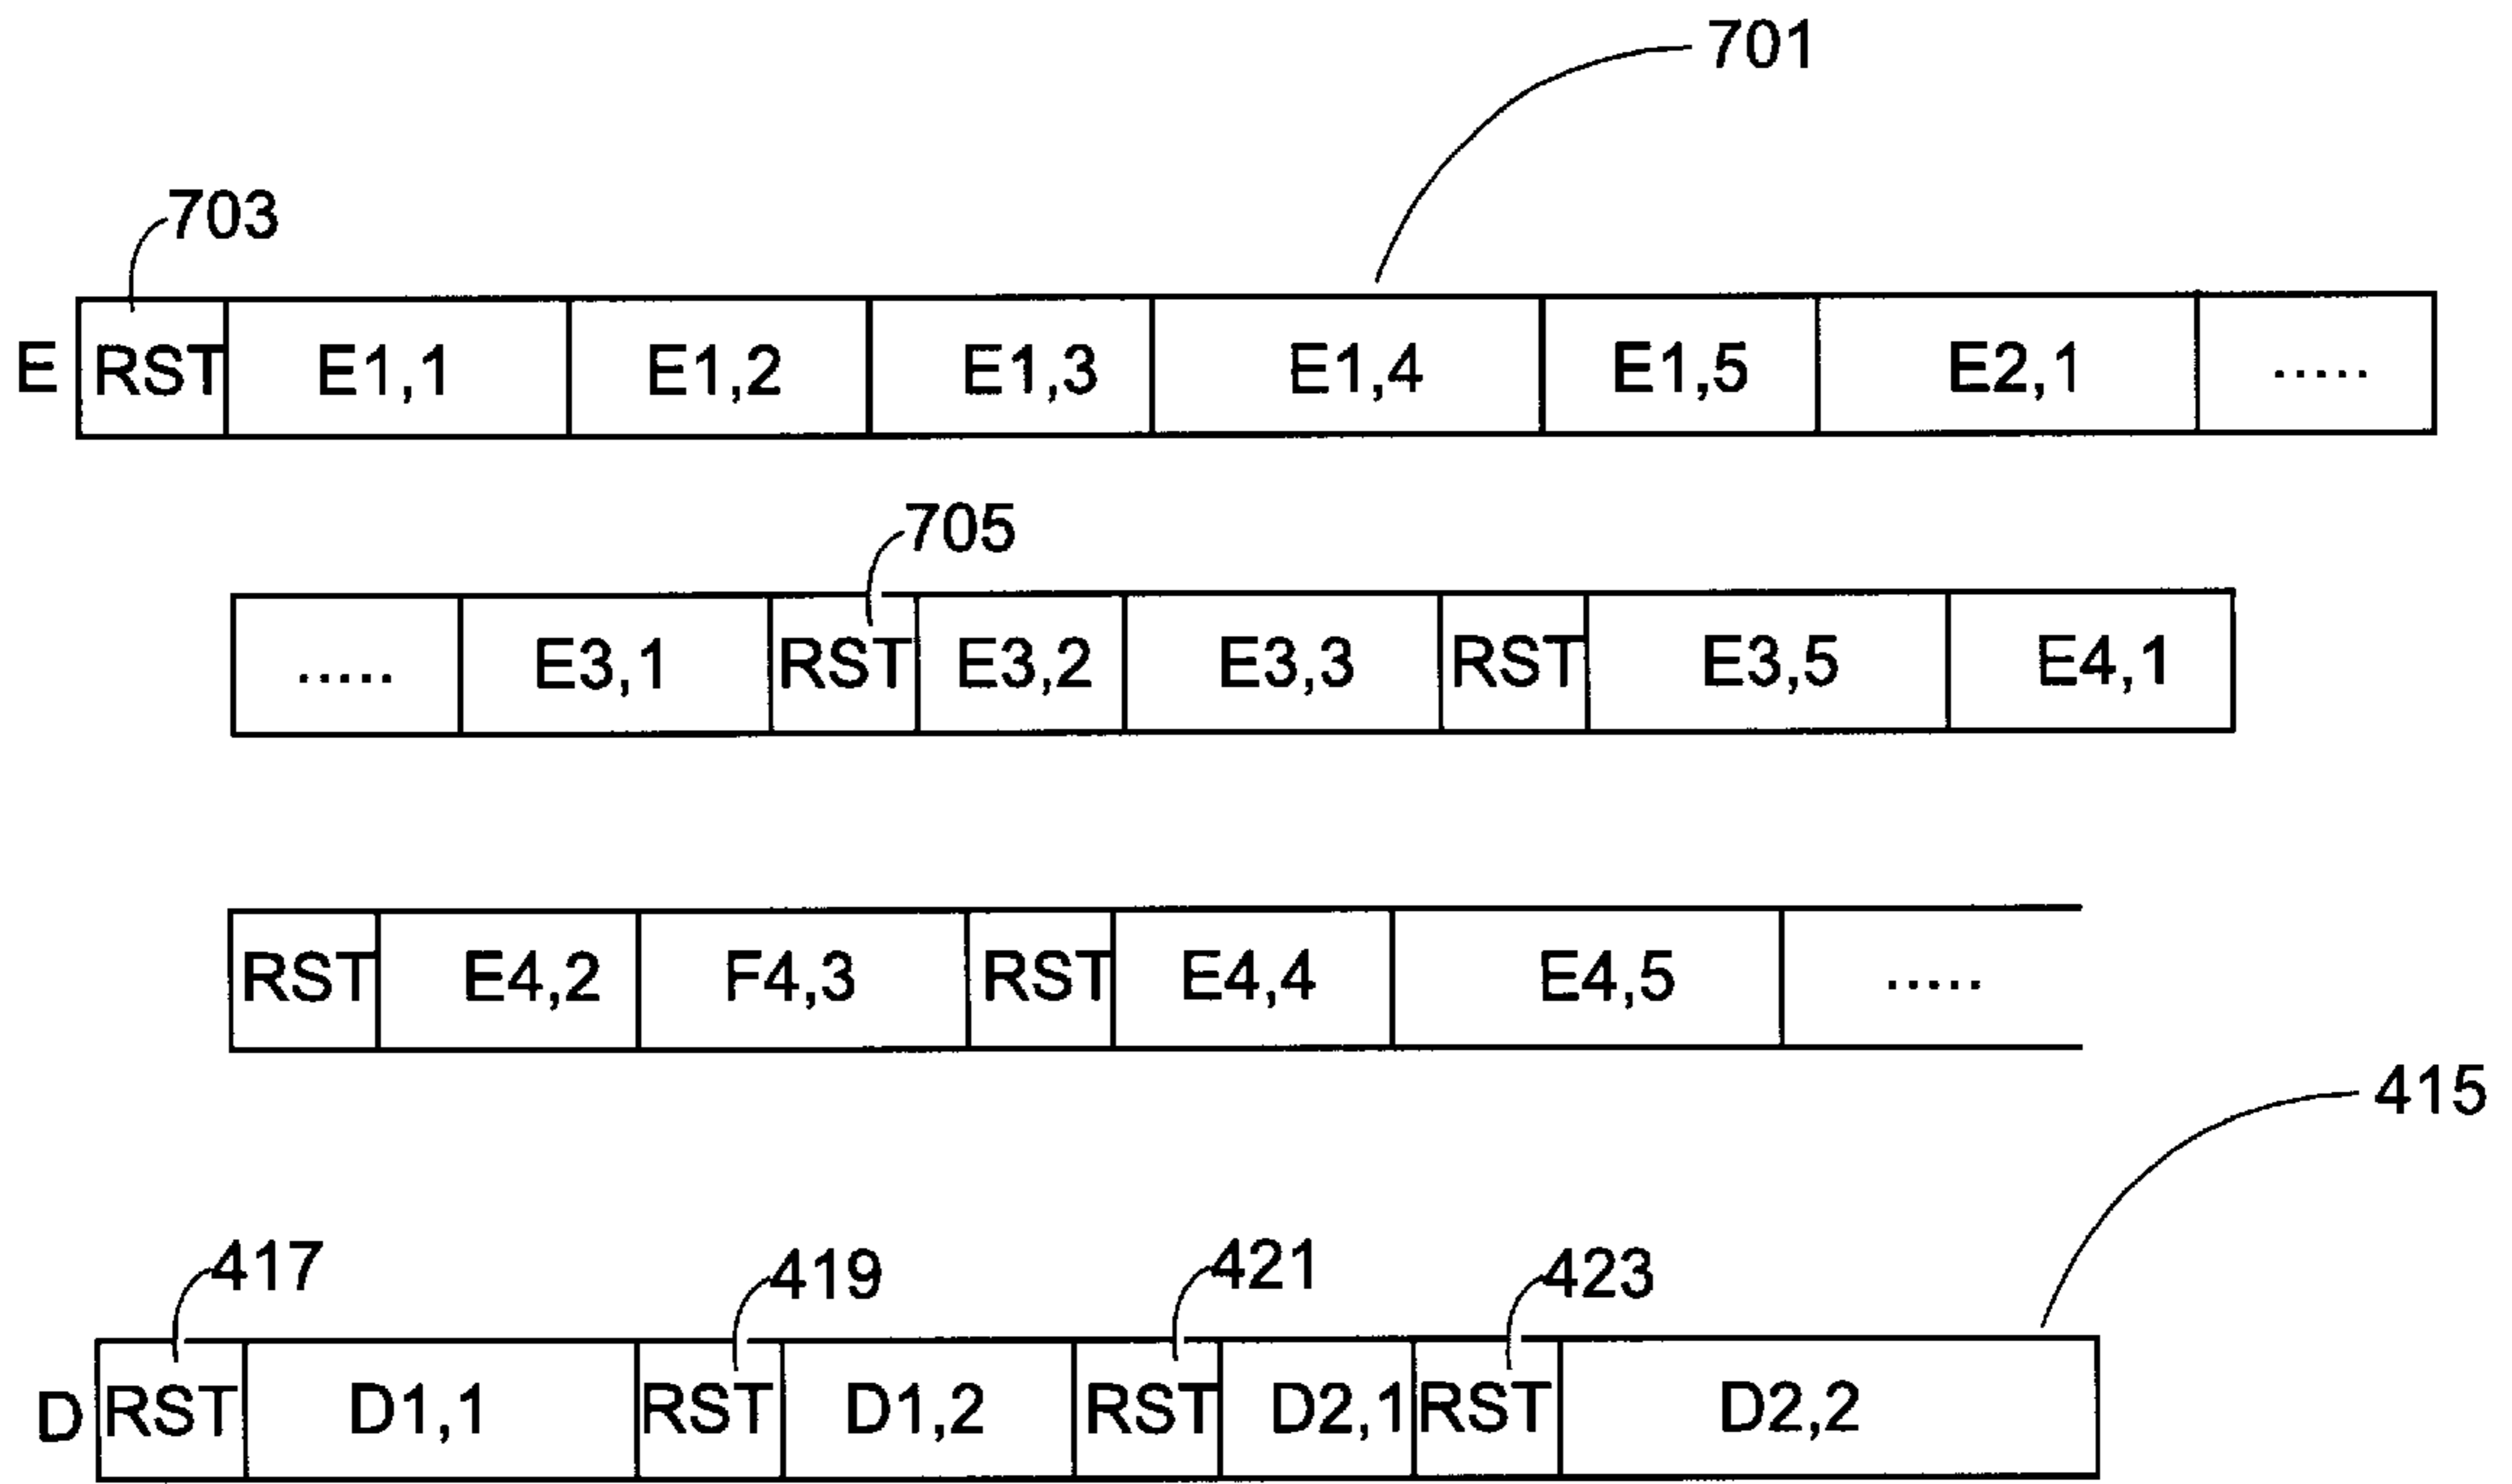 701
703
E RST E1,1 E1,2 E1,3 E1,4 E1,5 E2,1 .....
705
..... E3,1 RST E3,2 E3,3 RST E3,5 E4,1
RST E4,2 F4,3 RST E4,4 E4,5 .....
415
417 419 421 423
D RST D1,1 RST D1,2 RST D2,1 RST D2,2